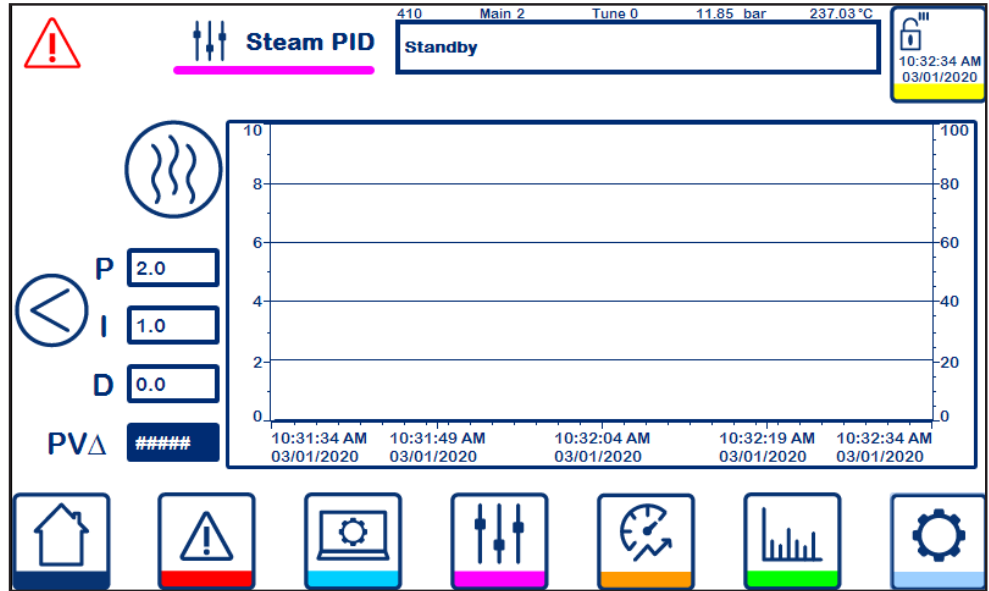 410 Main 2 Tune 0 11.85 bar 237.03 °C
Steam PID
Standby
10:32:34 AM
03/01/2020
10 100
8 80
6 60
P 2.0
4 40
I 1.0
2 20
D 0.0
0 0
PV∆ #####
10:31:34 AM 10:31:49 AM 10:32:04 AM 10:32:19 AM 10:32:34 AM
03/01/2020 03/01/2020 03/01/2020 03/01/2020 03/01/2020